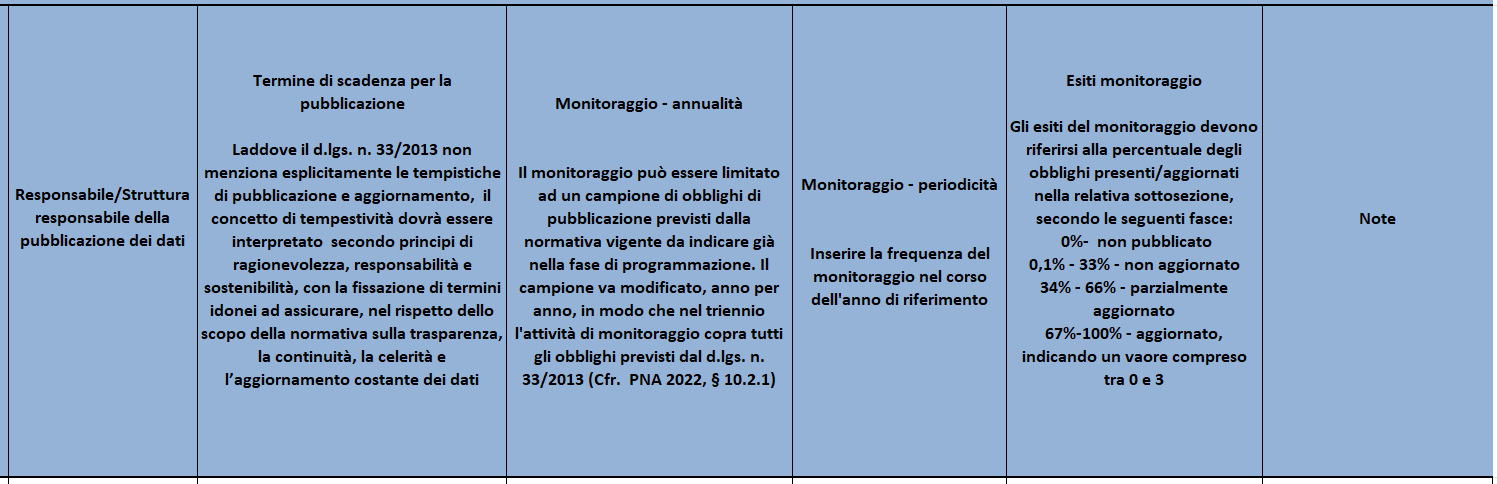 Responsabile/Struttura
responsabile della
pubblicazione dei dati
Termine di scadenza per la
pubblicazione
Laddove il d.lgs. n. 33/2013 non
menziona esplicitamente le tempistiche
di pubblicazione e aggiornamento, il
concetto di tempestività dovrà essere
interpretato secondo principi di
ragionevolezza, responsabilità e
sostenibilità, con la fissazione di termini
idonei ad assicurare, nel rispetto dello
scopo della normativa sulla trasparenza,
la continuità, la celerità e
l’aggiornamento costante dei dati
Monitoraggio - annualità
Il monitoraggio può essere limitato
ad un campione di obblighi di
pubblicazione previsti dalla
normativa vigente da indicare già
nella fase di programmazione. Il
campione va modificato, anno per
anno, in modo che nel triennio
l'attività di monitoraggio copra tutti
gli obblighi previsti dal d.lgs. n.
33/2013 (Cfr. PNA 2022, § 10.2.1)
Monitoraggio - periodicità
Inserire la frequenza del
monitoraggio nel corso
dell'anno di riferimento
Esiti monitoraggio
Gli esiti del monitoraggio devono
riferirsi alla percentuale degli
obblighi presenti/aggiornati
nella relativa sottosezione,
secondo le seguenti fasce:
0%- non pubblicato
0,1% - 33% - non aggiornato
34% - 66% - parzialmente
aggiornato
67%-100% - aggiornato,
indicando un vaore compreso
tra 0 e 3
Note